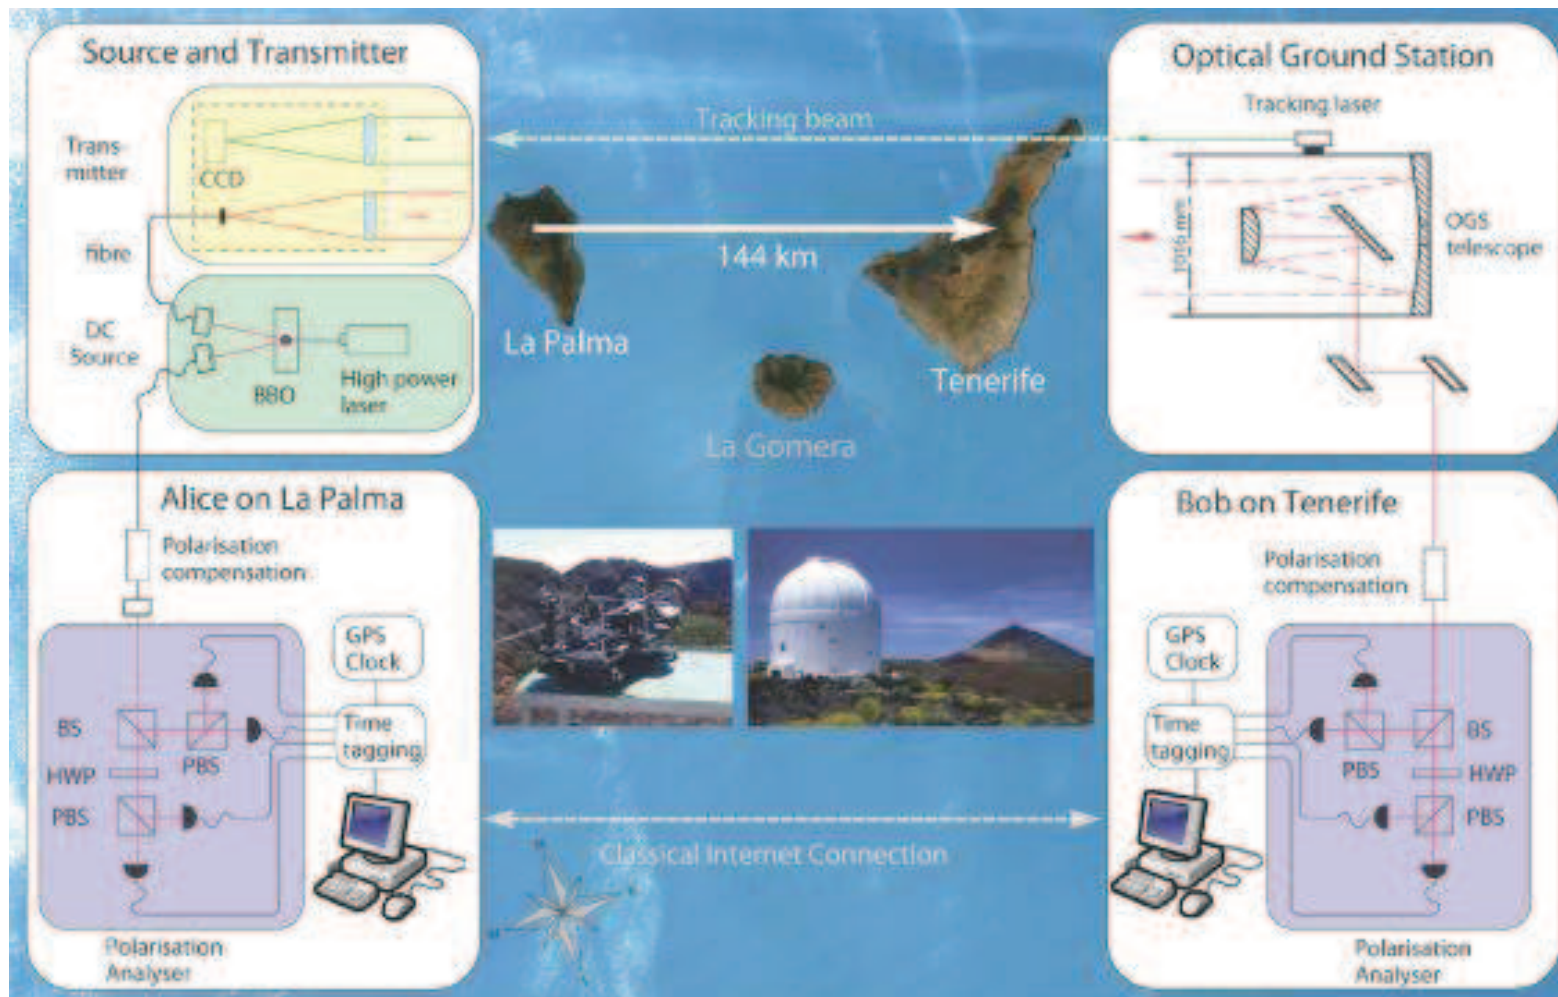 Source and Transmitter
Trans-
mitter
CCD
fibre
DC
Source
BBO
High power
laser
Tracking beam
144 km
La Palma
Tenerife
La Gomera
Optical Ground Station
Tracking laser
1016 mm
OGS
telescope
Alice on La Palma
Polarisation
compensation
GPS
Clock
Time
tagging
BS
PBS
HWP
PBS
Polarisation
Analyser
Classical Internet Connection
Bob on Tenerife
Polarisation
compensation
GPS
Clock
Time
tagging
BS
PBS
HWP
PBS
Polarisation
Analyser